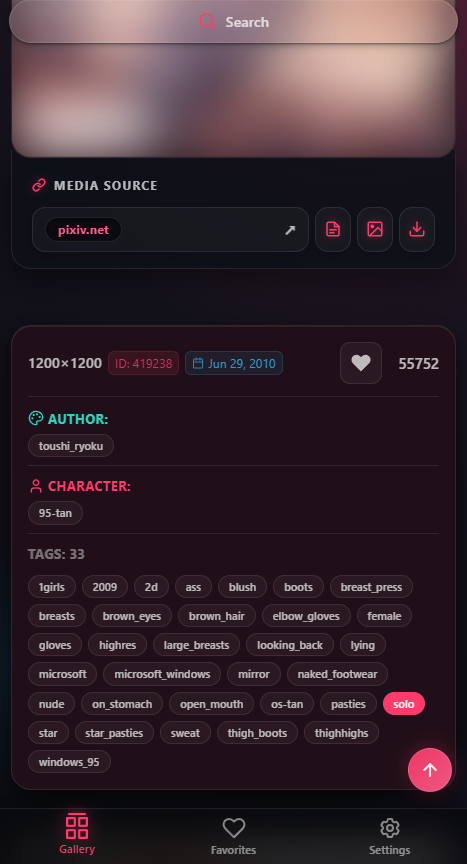 Search
MEDIA SOURCE
pixiv.net
1200×1200 ID: 419238 Jun 29, 2010 55752
AUTHOR:
toushi_ryoku
CHARACTER:
95-tan
TAGS: 33
1girls 2009 2d ass blush boots breast_press
breasts brown_eyes brown_hair elbow_gloves female
gloves highres large_breasts looking_back lying
microsoft microsoft_windows mirror naked_footwear
nude on_stomach open_mouth os-tan pasties solo
star star_pasties sweat thigh_boots thighhighs
windows_95
Gallery Favorites Settings